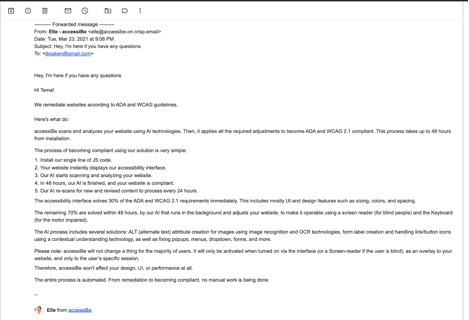 ---------- Forwarded message ---------
From: Elle - accessiBe <elle@accessibe.on.crisp.email>
Date: Tue, Mar 23, 2021 at 9:08 PM
Subject: Hey, I'm here if you have any questions
To: <lbosken@gmail.com>
Hey, I'm here if you have any questions
Hi Tema!
We remediate websites according to ADA and WCAG guidelines.
Here's what do:
accessiBe scans and analyzes your website using AI technologies. Then, it applies all the required adjustments to become ADA and WCAG 2.1 compliant. This process takes up to 48 hours
from installation.
The process of becoming compliant using our solution is very simple:
1. Install our single line of JS code.
2. Your website instantly displays our accessibility interface.
3. Our AI starts scanning and analyzing your website.
4. In 48 hours, our AI is finished, and your website is compliant.
5. Our AI re-scans for new and revised content to process every 24 hours.
The accessibility interface solves 30% of the ADA and WCAG 2.1 requirements immediately. This includes mostly UI and design features such as sizing, colors, and spacing.
The remaining 70% are solved within 48 hours, by our AI that runs in the background and adjusts your website, to make it operable using a screen reader (for blind people) and the Keyboard
(for the motor impaired).
The AI process includes several solutions: ALT (alternate text) attribute creation for images using image recognition and OCR technologies, form label creation and handling link/button icons
using a contextual understanding technology, as well as fixing popups, menus, dropdown, forms, and more.
Please note: accessiBe will not change a thing for the majority of users. It will only be activated when turned on via the interface (or a Screen-reader if the user is blind), as an overlay to your
website, and only to the user's specific session.
Therefore, accessiBe won't affect your design, UI, or performance at all.
The entire process is automated. From remediation to becoming compliant, no manual work is being done.
--
Elle from accessiBe.